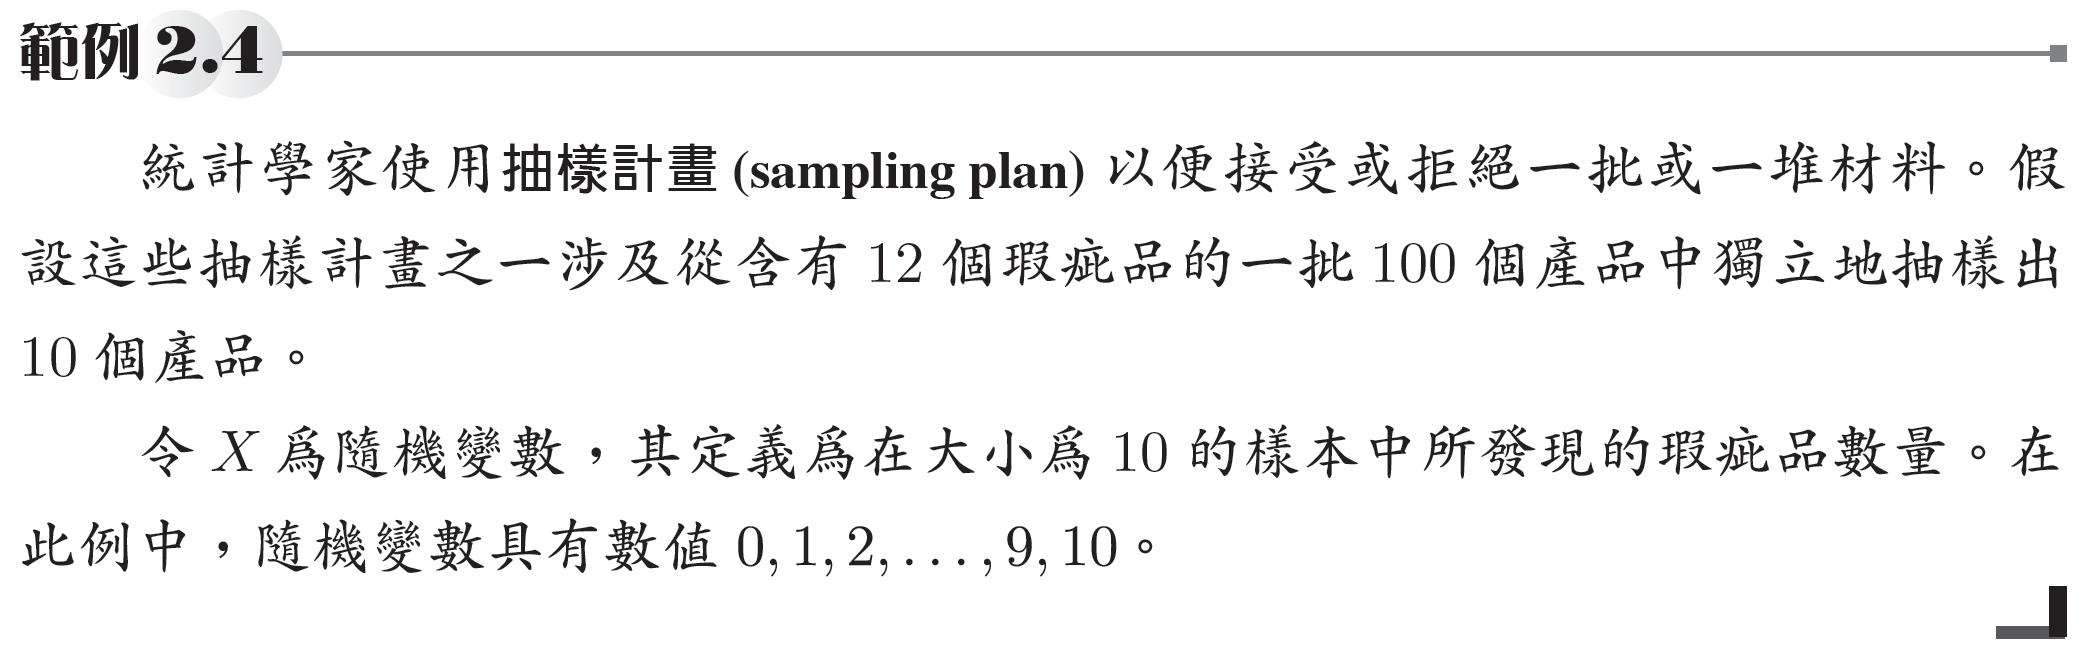 範例 2.4
統計學家使用抽樣計畫 (sampling plan) 以便接受或拒絕一批或一堆材料。假
設這些抽樣計畫之一涉及從含有 12 個瑕疵品的一批 100 個產品中獨立地抽樣出
10 個產品。
令 X 爲隨機變數，其定義爲在大小爲 10 的樣本中所發現的瑕疵品數量。在
此例中，隨機變數具有數值 0, 1, 2, . . . , 9, 10。